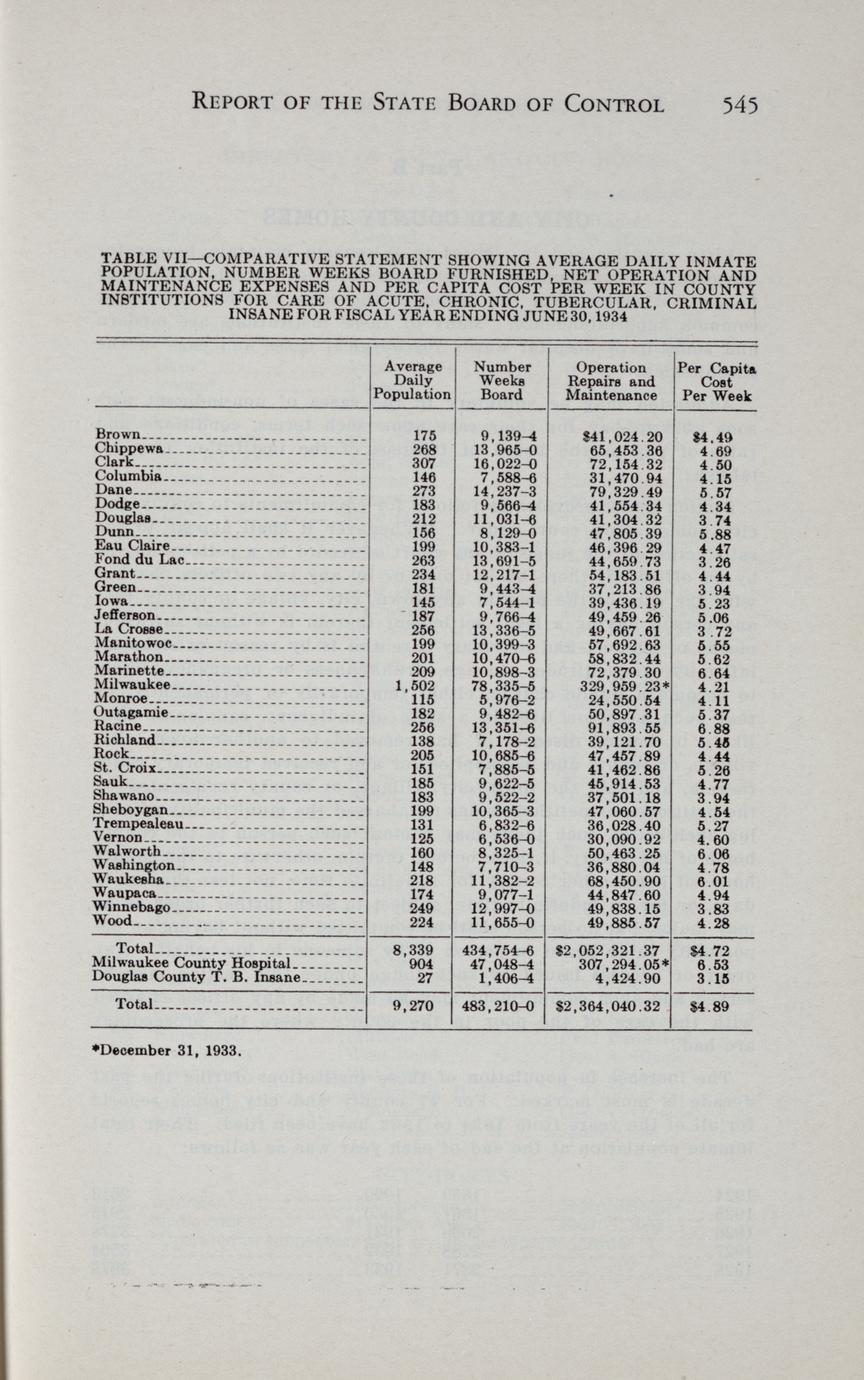 REPORT OF THE STATE BOARD OF CONTROL 545
TABLE VII—COMPARATIVE STATEMENT SHOWING AVERAGE DAILY INMATE
POPULATION, NUMBER WEEKS BOARD FURNISHED, NET OPERATION AND
MAINTENANCE EXPENSES AND PER CAPITA COST PER WEEK IN COUNTY
INSTITUTIONS FOR CARE OF ACUTE, CHRONIC, TUBERCULAR, CRIMINAL
INSANE FOR FISCAL YEAR ENDING JUNE 30, 1934
Average Number Operation Per Capita
Daily Weeks Repairs and Cost
Population Board Maintenance Per Week
Brown 175 9,139–4 $41,024.20 $4.49
Chippewa 268 13,965–0 65,453.36 4.69
Clark 307 16,022–0 72,154.32 4.50
Columbia 146 7,588–6 31,470.94 4.15
Dane 273 14,237–3 79,329.49 5.57
Dodge 183 9,566–4 41,554.34 4.34
Douglas 212 11,031–6 41,304.32 3.74
Dunn 156 8,129–0 47,805.39 5.88
Eau Claire 199 10,383–1 46,396.29 4.47
Fond du Lac 263 13,691–5 44,659.73 3.26
Grant 234 12,217–1 54,183.51 4.44
Green 181 9,443–4 37,213.86 3.94
Iowa 145 7,544–1 39,436.19 5.23
Jefferson 187 9,766–4 49,459.26 5.06
La Crosse 256 13,336–5 49,667.61 3.72
Manitowoc 199 10,399–3 57,692.63 5.55
Marathon 201 10,470–6 58,832.44 5.62
Marinette 209 10,898–3 72,379.30 6.64
Milwaukee 1,502 78,335–5 329,959.23* 4.21
Monroe 115 5,976–2 24,550.54 4.11
Outagamie 182 9,482–6 50,897.31 5.37
Racine 256 13,351–6 91,893.55 6.88
Richland 138 7,178–2 39,121.70 5.45
Rock 205 10,685–6 47,457.89 4.44
St. Croix 151 7,885–5 41,462.86 5.26
Sauk 185 9,622–5 45,914.53 4.77
Shawano 183 9,522–2 37,501.18 3.94
Sheboygan 199 10,365–3 47,060.57 4.54
Trempealeau 131 6,832–6 36,028.40 5.27
Vernon 125 6,536–0 30,090.92 4.60
Walworth 160 8,325–1 50,463.25 6.06
Washington 148 7,710–3 36,880.04 4.78
Waukesha 218 11,382–2 68,450.90 6.01
Waupaca 174 9,077–1 44,847.60 4.94
Winnebago 249 12,997–0 49,838.15 3.83
Wood 224 11,655–0 49,885.57 4.28
Total 8,339 434,754–6 $2,052,321.37 $4.72
Milwaukee County Hospital 904 47,048–4 307,294.05* 6.53
Douglas County T. B. Insane 27 1,406–4 4,424.90 3.15
Total 9,270 483,210–0 $2,364,040.32 $4.89
*December 31, 1933.